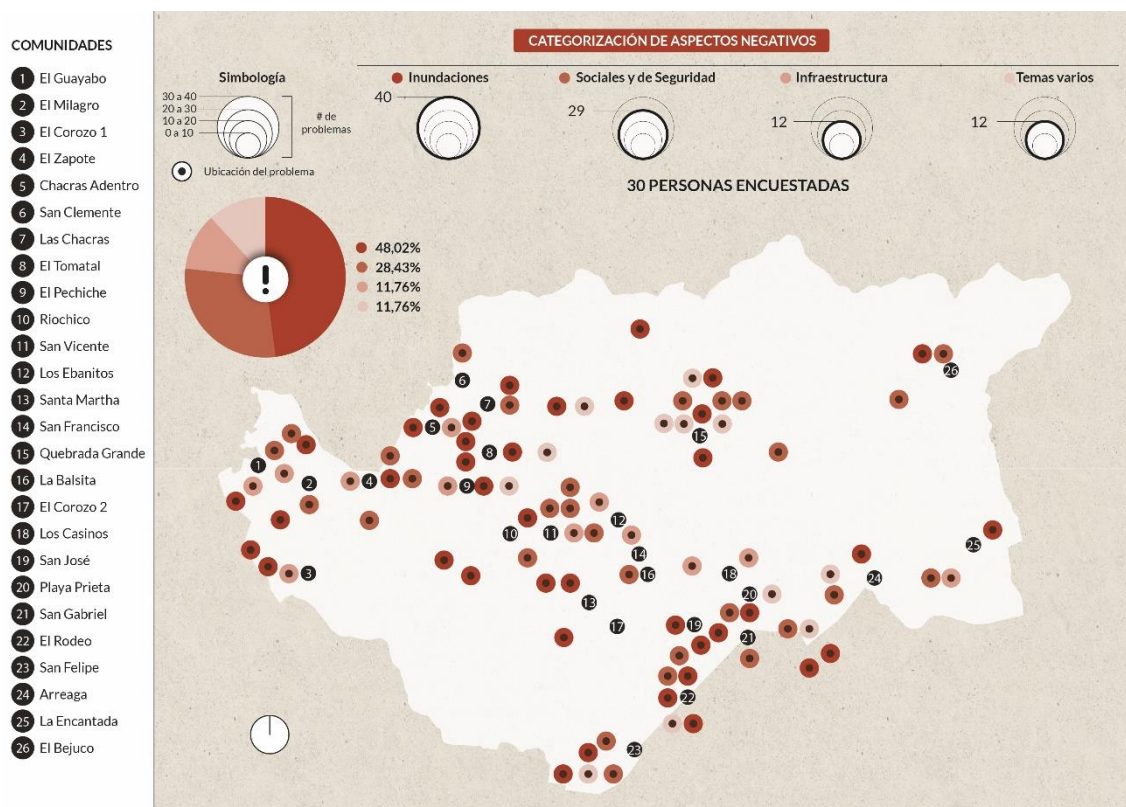 COMUNIDADES
1 El Guayabo
2 El Milagro
3 El Corozo 1
4 El Zapote
5 Chacras Adentro
6 San Clemente
7 Las Chacras
8 El Tomatal
9 El Pechiche
10 Riochico
11 San Vicente
12 Los Ebanitos
13 Santa Martha
14 San Francisco
15 Quebrada Grande
16 La Balsita
17 El Corozo 2
18 Los Casinos
19 San José
20 Playa Prieta
21 San Gabriel
22 El Rodeo
23 San Felipe
24 Arreaga
25 La Encantada
26 El Bejuco
CATEGORIZACIÓN DE ASPECTOS NEGATIVOS
Simbología
30 a 40
20 a 30
10 a 20
0 a 10
# de
problemas
Ubicación del problema
Inundaciones
40
Sociales y de Seguridad
29
Infraestructura
12
Temas varios
12
30 PERSONAS ENCUESTADAS
!
48,02%
28,43%
11,76%
11,76%
26
6
7
5
15
8
1
2
4
9
12
10
11
14
25
3
16
18
24
13
20
17
19
21
22
23